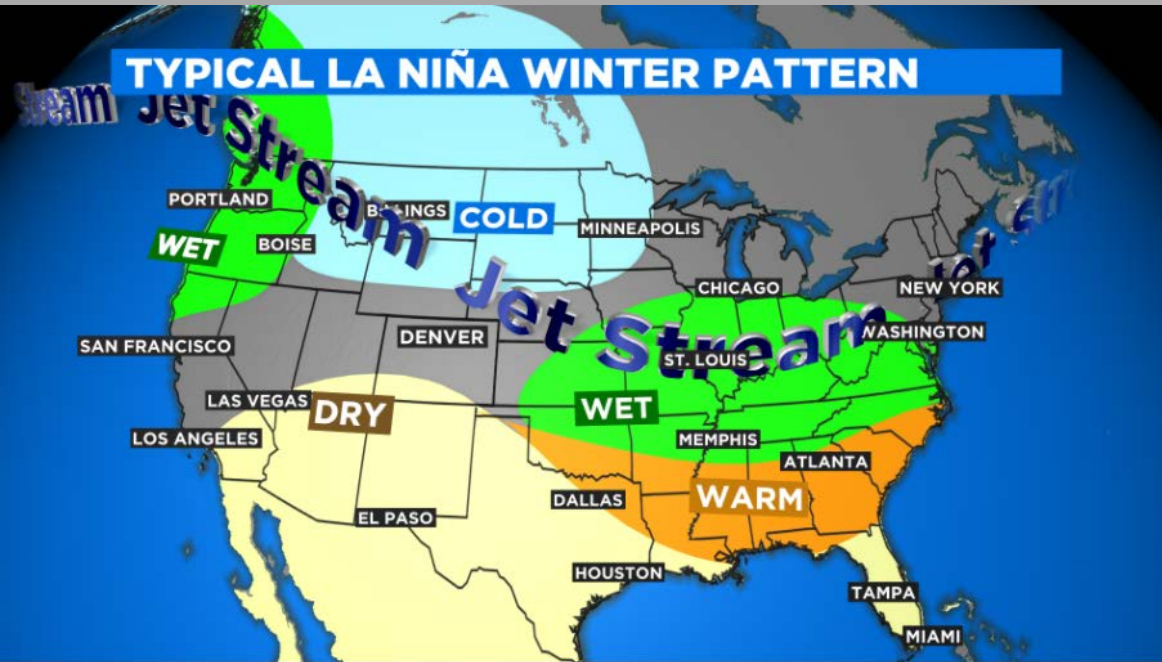 TYPICAL LA NIÑA WINTER PATTERN
Stream Jet Stream
PORTLAND
BILLINGS
COLD
MINNEAPOLIS
WET
BOISE
Jet Stream
Jet Str
CHICAGO
NEW YORK
SAN FRANCISCO
DENVER
ST. LOUIS
WASHINGTON
LAS VEGAS
DRY
WET
LOS ANGELES
MEMPHIS
ATLANTA
DALLAS
WARM
EL PASO
HOUSTON
TAMPA
MIAMI